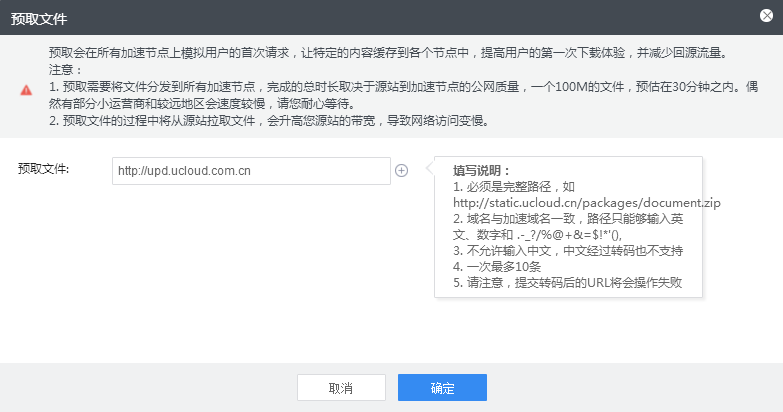 预取文件
预取会在所有加速节点上模拟用户的首次请求，让特定的内容缓存到各个节点中，提高用户的第一次下载体验，并减少回源流量。
注意：
1. 预取需要将文件分发到所有加速节点，完成的总时长取决于源站到加速节点的公网质量，一个100M的文件，预估在30分钟之内。偶
然有部分小运营商和较远地区会速度较慢，请您耐心等待。
2. 预取文件的过程中将从源站拉取文件，会升高您源站的带宽，导致网络访问变慢。
预取文件:
http://upd.ucloud.com.cn
填写说明：
1. 必须是完整路径，如
http://static.ucloud.cn/packages/document.zip
2. 域名与加速域名一致，路径只能够输入英
文、数字和 .-_?/%@+&=$!*'(),
3. 不允许输入中文，中文经过转码也不支持
4. 一次最多10条
5. 请注意，提交转码后的URL将会操作失败
取消
确定